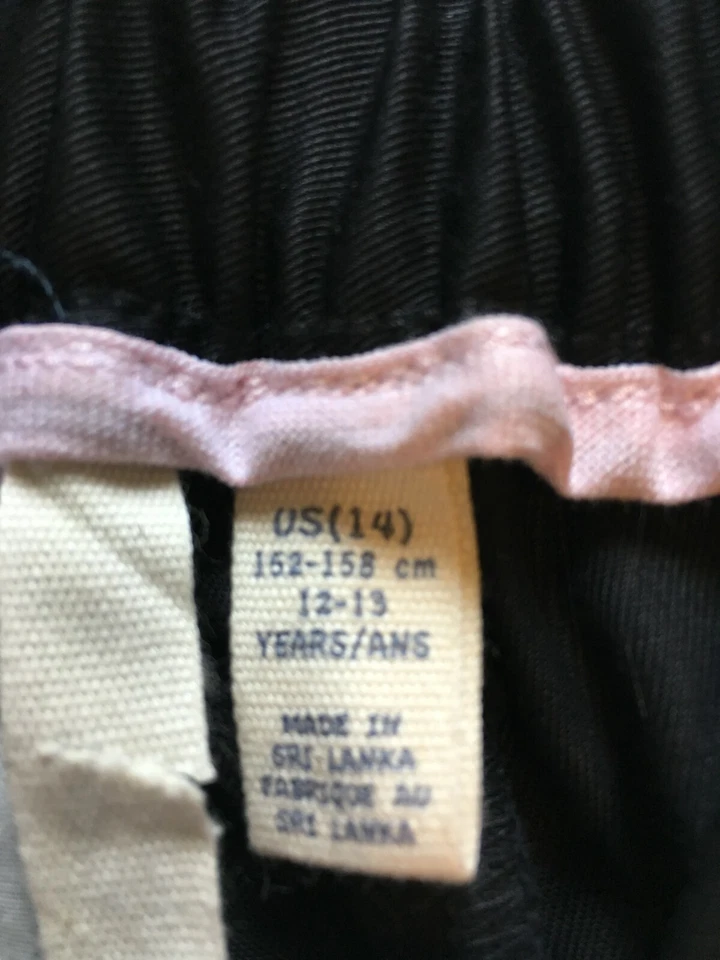 US(14)
152-158 cm
12-13
YEARS/ANS
MADE IN
SRI LANKA
FABRIQUE AU
SRI LANKA